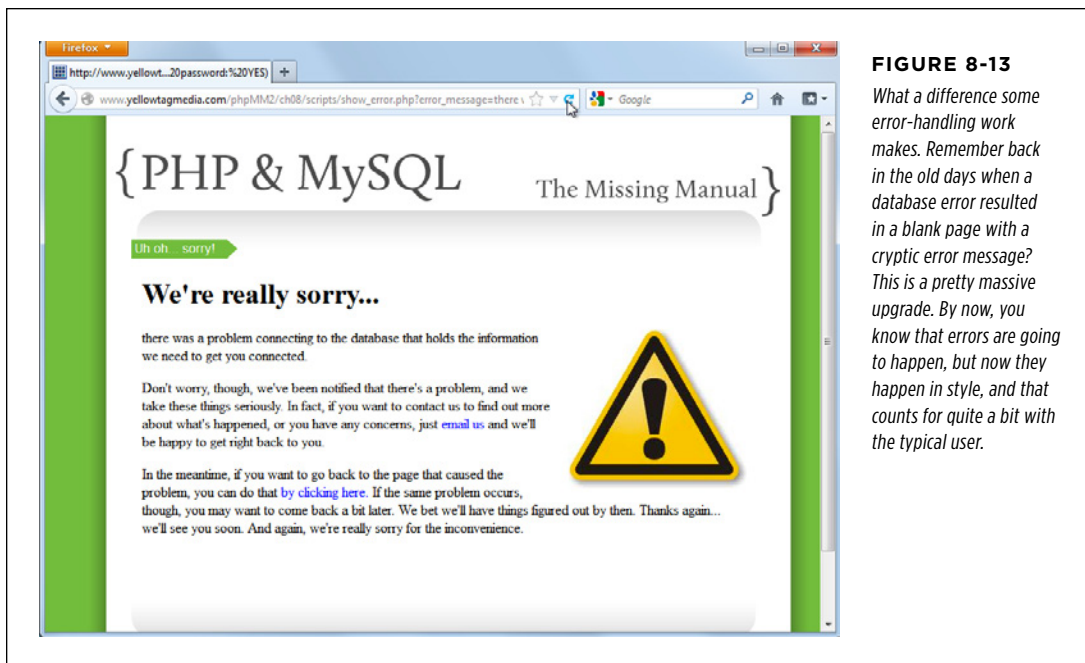 Firefox
http://www.yellowt...20password:%20YES)
www.yellowtagmedia.com/phpMM2/ch08/scripts/show_error.php?error_message=there
Google
{PHP & MySQL
The Missing Manual}
Uh oh... sorry!
We're really sorry...
there was a problem connecting to the database that holds the information
we need to get you connected.
Don't worry, though, we've been notified that there's a problem, and we
take these things seriously. In fact, if you want to contact us to find out more
about what's happened, or you have any concerns, just email us and we'll
be happy to get right back to you.
In the meantime, if you want to go back to the page that caused the
problem, you can do that by clicking here. If the same problem occurs,
though, you may want to come back a bit later. We bet we'll have things figured out by then. Thanks again...
we'll see you soon. And again, we're really sorry for the inconvenience.
FIGURE 8-13
What a difference some
error-handling work
makes. Remember back
in the old days when a
database error resulted
in a blank page with a
cryptic error message?
This is a pretty massive
upgrade. By now, you
know that errors are going
to happen, but now they
happen in style, and that
counts for quite a bit with
the typical user.